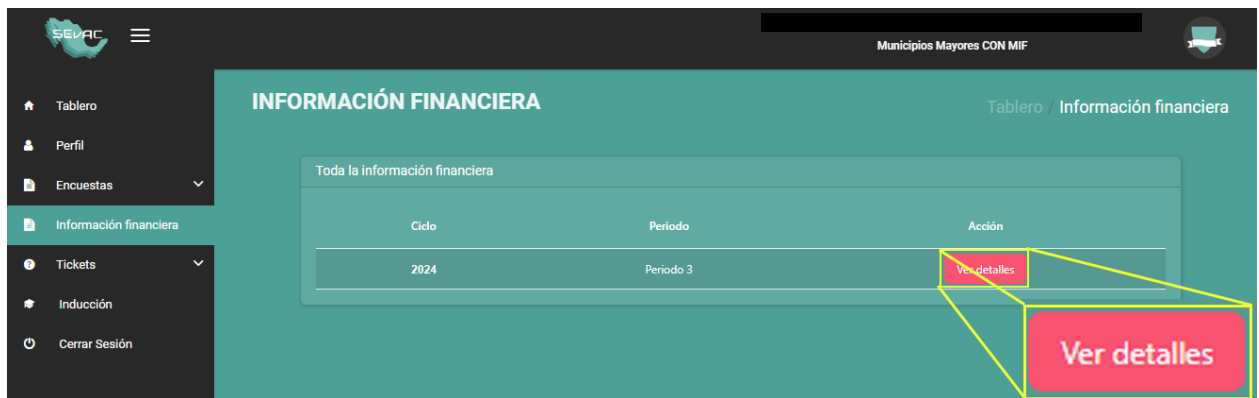 SEVAC
Municipios Mayores CON MIF
Tablero
Perfil
Encuestas
Información financiera
Tickets
Inducción
Cerrar Sesión
INFORMACIÓN FINANCIERA
Tablero / Información financiera
Toda la información financiera
Ciclo Periodo Acción
2024 Periodo 3 Ver detalles
Ver detalles